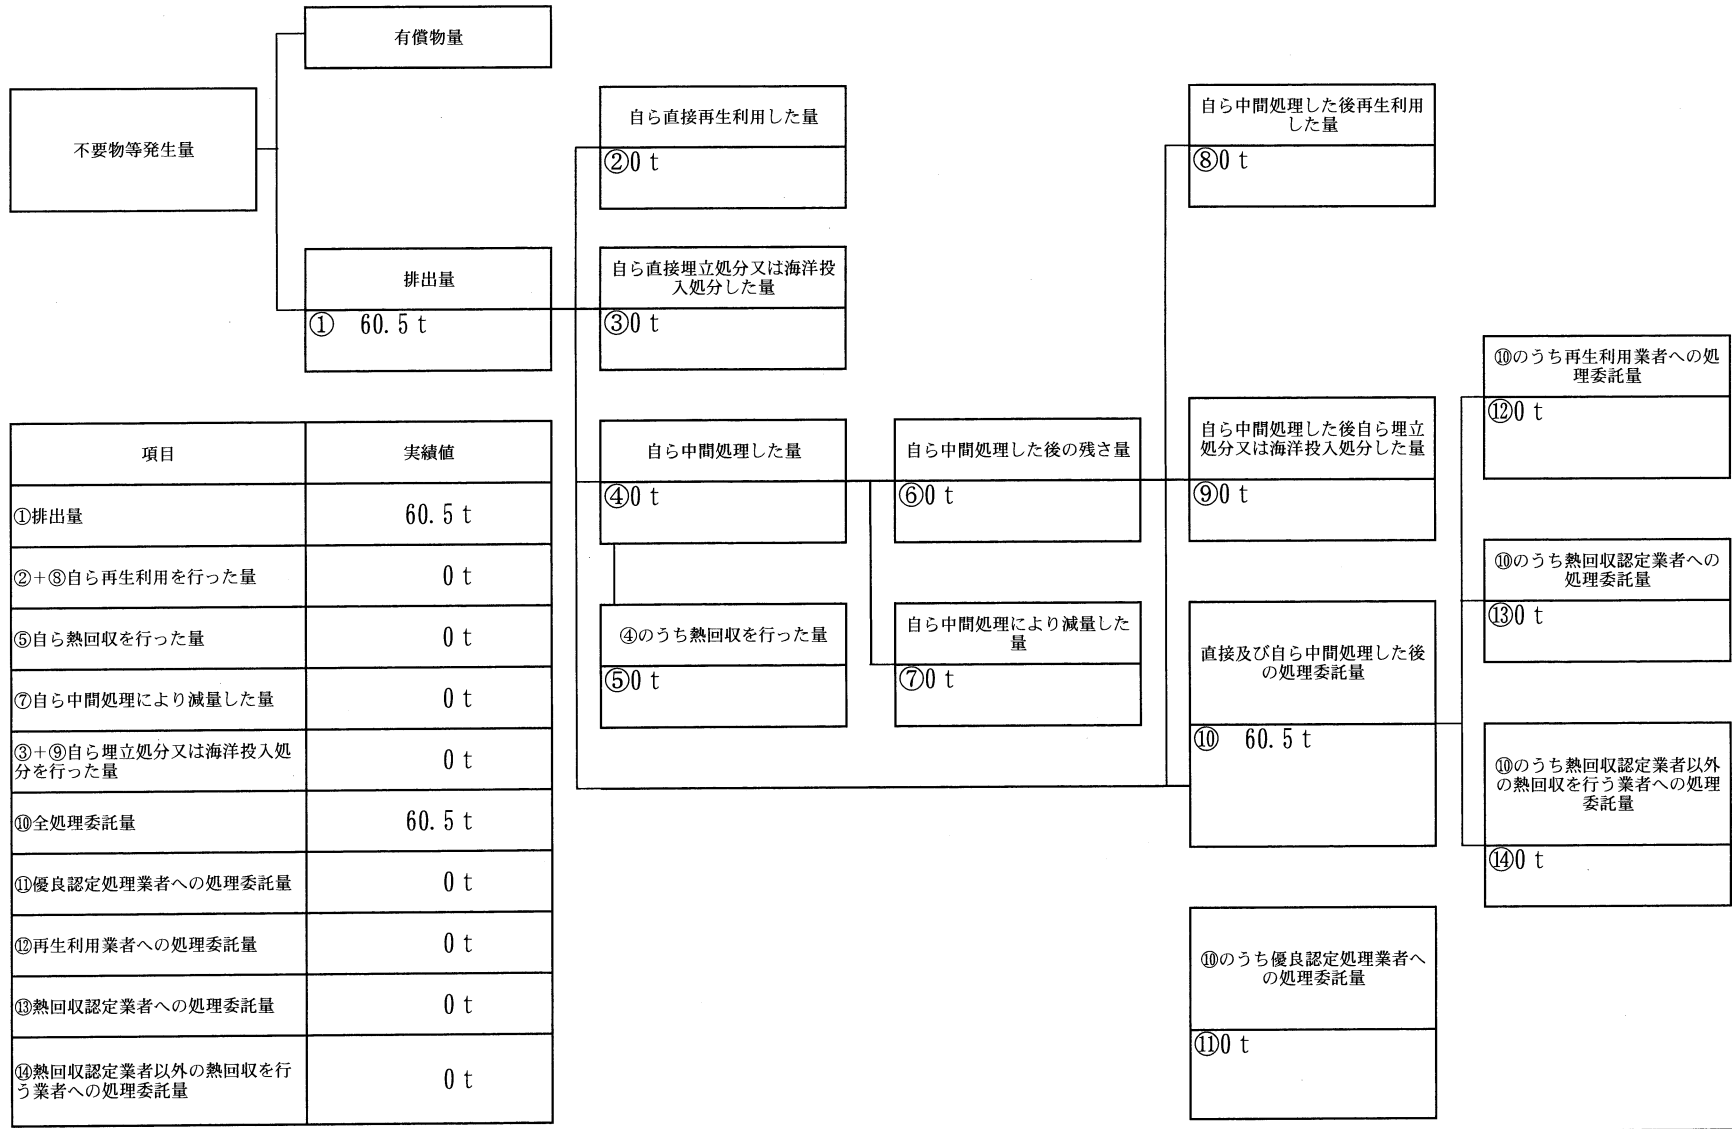 有償物量
不要物等発生量
排出量
① 60.5 t
自ら直接再生利用した量
②0 t
自ら直接埋立処分又は海洋投
入処分した量
③0 t
自ら中間処理した量
④0 t
④のうち熱回収を行った量
⑤0 t
自ら中間処理した後の残さ量
⑥0 t
自ら中間処理により減量した
量
⑦0 t
自ら中間処理した後再生利用
した量
⑧0 t
自ら中間処理した後自ら埋立
処分又は海洋投入処分した量
⑨0 t
直接及び自ら中間処理した後
の処理委託量
⑩ 60.5 t
⑩のうち優良認定処理業者へ
の処理委託量
⑪0 t
⑩のうち再生利用業者への処
理委託量
⑫0 t
⑩のうち熱回収認定業者への
処理委託量
⑬0 t
⑩のうち熱回収認定業者以外
の熱回収を行う業者への処理
委託量
⑭0 t
項目 実績値
①排出量 60.5 t
②+⑧自ら再生利用を行った量 0 t
⑤自ら熱回収を行った量 0 t
⑦自ら中間処理により減量した量 0 t
③+⑨自ら埋立処分又は海洋投入処
分を行った量 0 t
⑩全処理委託量 60.5 t
⑪優良認定処理業者への処理委託量 0 t
⑫再生利用業者への処理委託量 0 t
⑬熱回収認定業者への処理委託量 0 t
⑭熱回収認定業者以外の熱回収を行
う業者への処理委託量 0 t